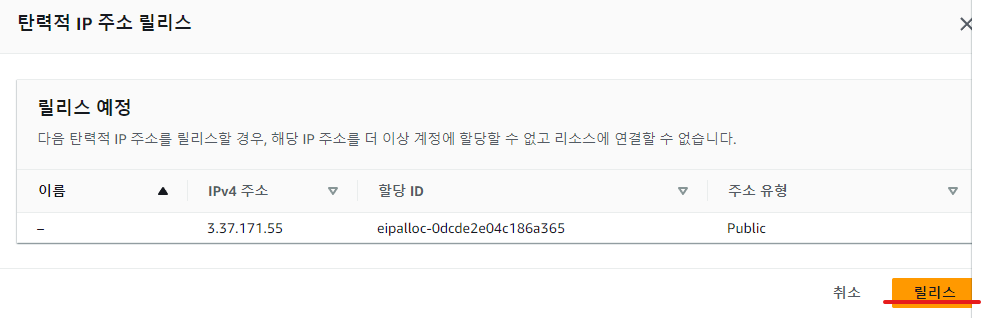 탄력적 IP 주소 릴리스
릴리스 예정
다음 탄력적 IP 주소를 릴리스할 경우, 해당 IP 주소를 더 이상 계정에 할당할 수 없고 리소스에 연결할 수 없습니다.
이름 IPv4 주소 할당 ID 주소 유형
– 3.37.171.55 eipalloc-0dcde2e04c186a365 Public
취소 릴리스